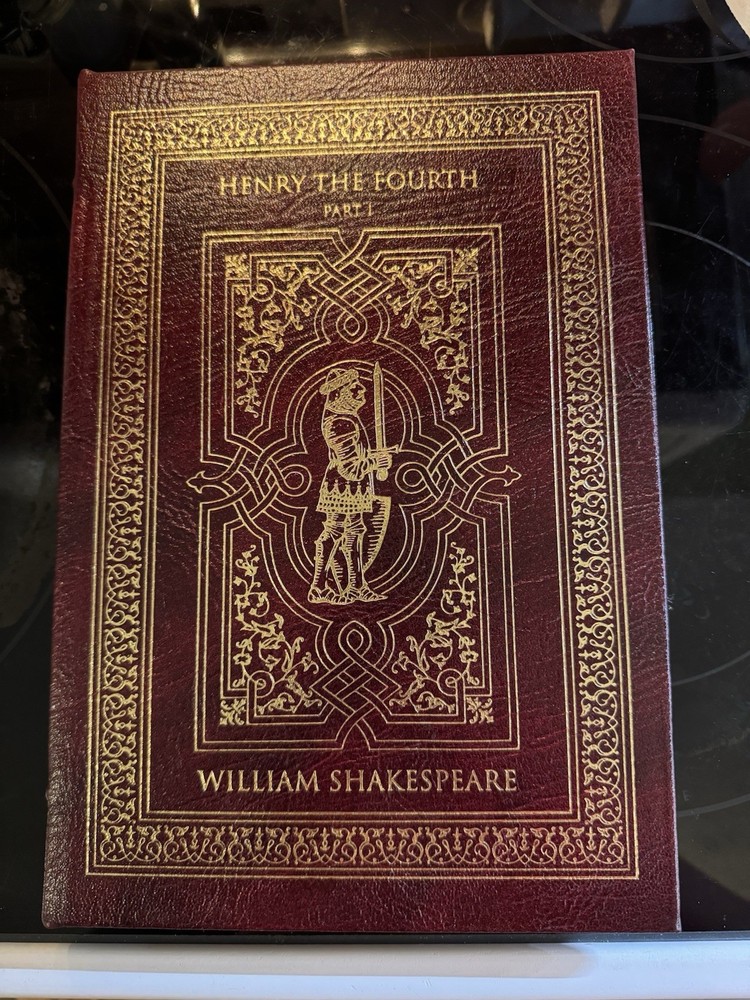 HENRY THE FOURTH
PART I
WILLIAM SHAKESPEARE